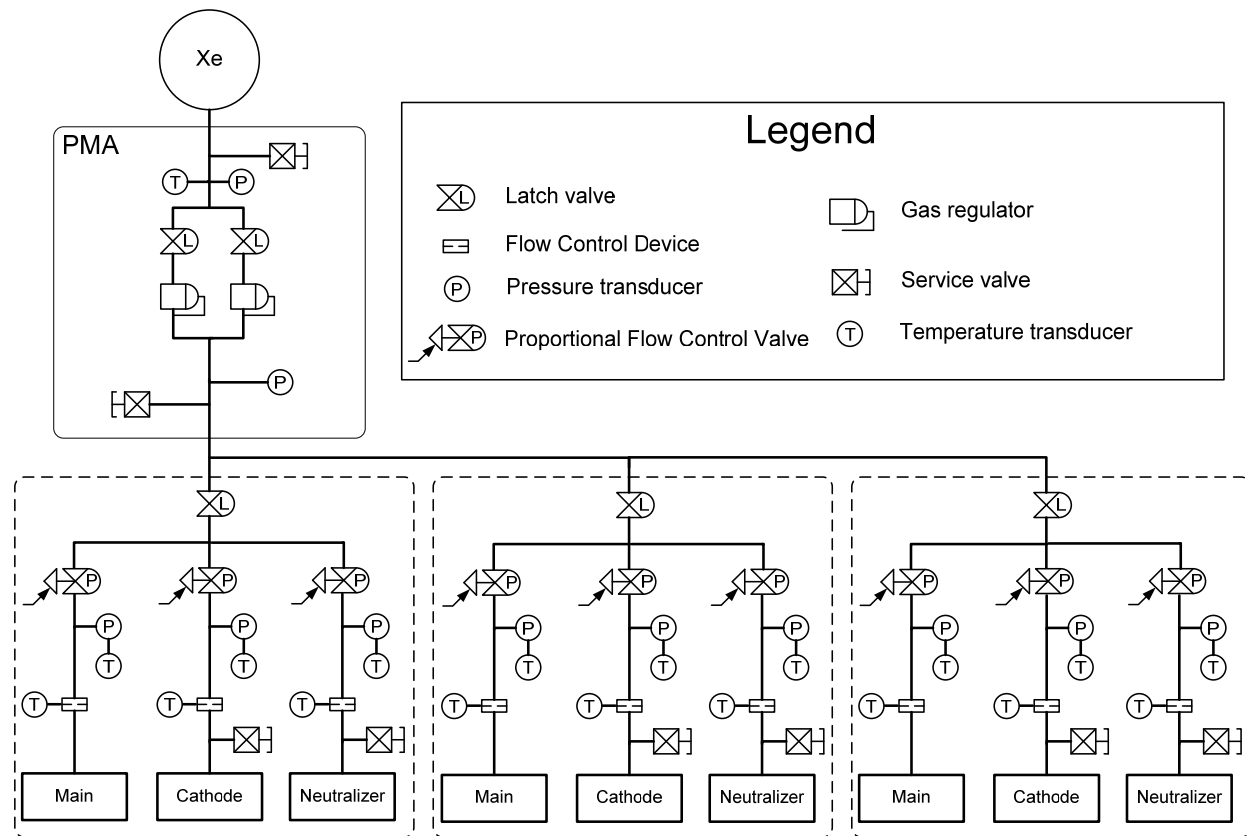 Xe
PMA
Legend
T P
L L
Latch valve
Gas regulator
Flow Control Device
P Pressure transducer
Service valve
P Proportional Flow Control Valve
T Temperature transducer
L
P
L L L
P P P P P P P P P
P P P P P P P P P
T T T T T T T T T
T T T T T T T T T
Main Cathode Neutralizer Main Cathode Neutralizer Main Cathode Neutralizer